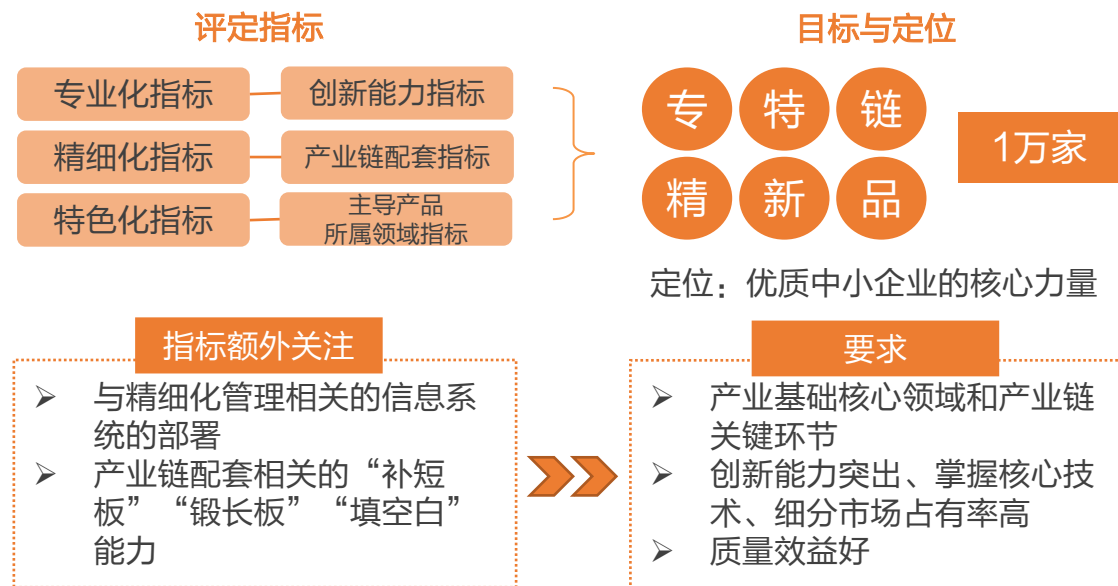 评定指标
专业化指标
创新能力指标
精细化指标
产业链配套指标
特色化指标
主导产品
所属领域指标
目标与定位
专 特 链
精 新 品
1万家
定位：优质中小企业的核心力量
指标额外关注
➢ 与精细化管理相关的信息系
统的部署
➢ 产业链配套相关的“补短
板”“锻长板”“填空白”
能力
要求
➢ 产业基础核心领域和产业链
关键环节
➢ 创新能力突出、掌握核心技
术、细分市场占有率高
➢ 质量效益好